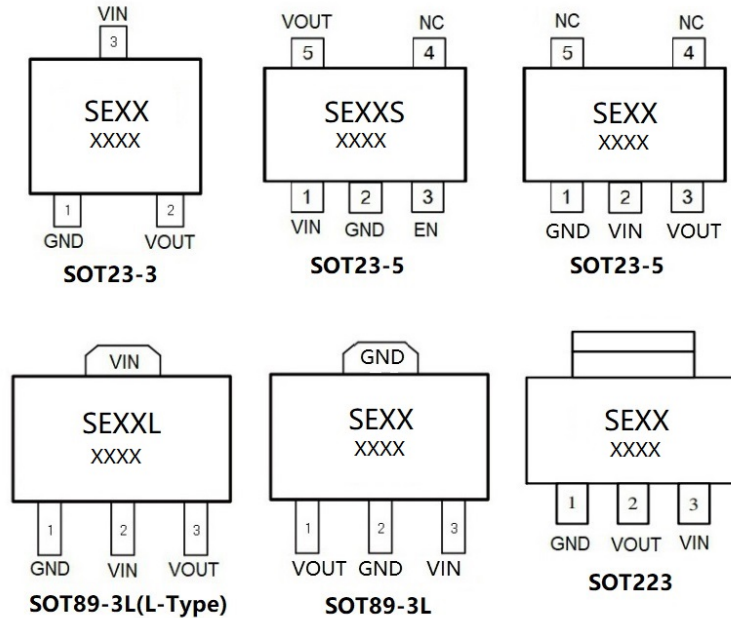 VIN
3
SEXX
XXXX
1
2
GND
VOUT
SOT23-3
VOUT
NC
5
4
SEXXS
XXXX
1
2
3
VIN
GND
EN
SOT23-5
NC
NC
5
4
SEXX
XXXX
1
2
3
GND
VIN
VOUT
SOT23-5
VIN
SEXXL
XXXX
1
2
3
GND
VIN
VOUT
SOT89-3L(L-Type)
GND
SEXX
XXXX
1
2
3
VOUT
GND
VIN
SOT89-3L
SEXX
XXXX
1
2
3
GND
VOUT
VIN
SOT223